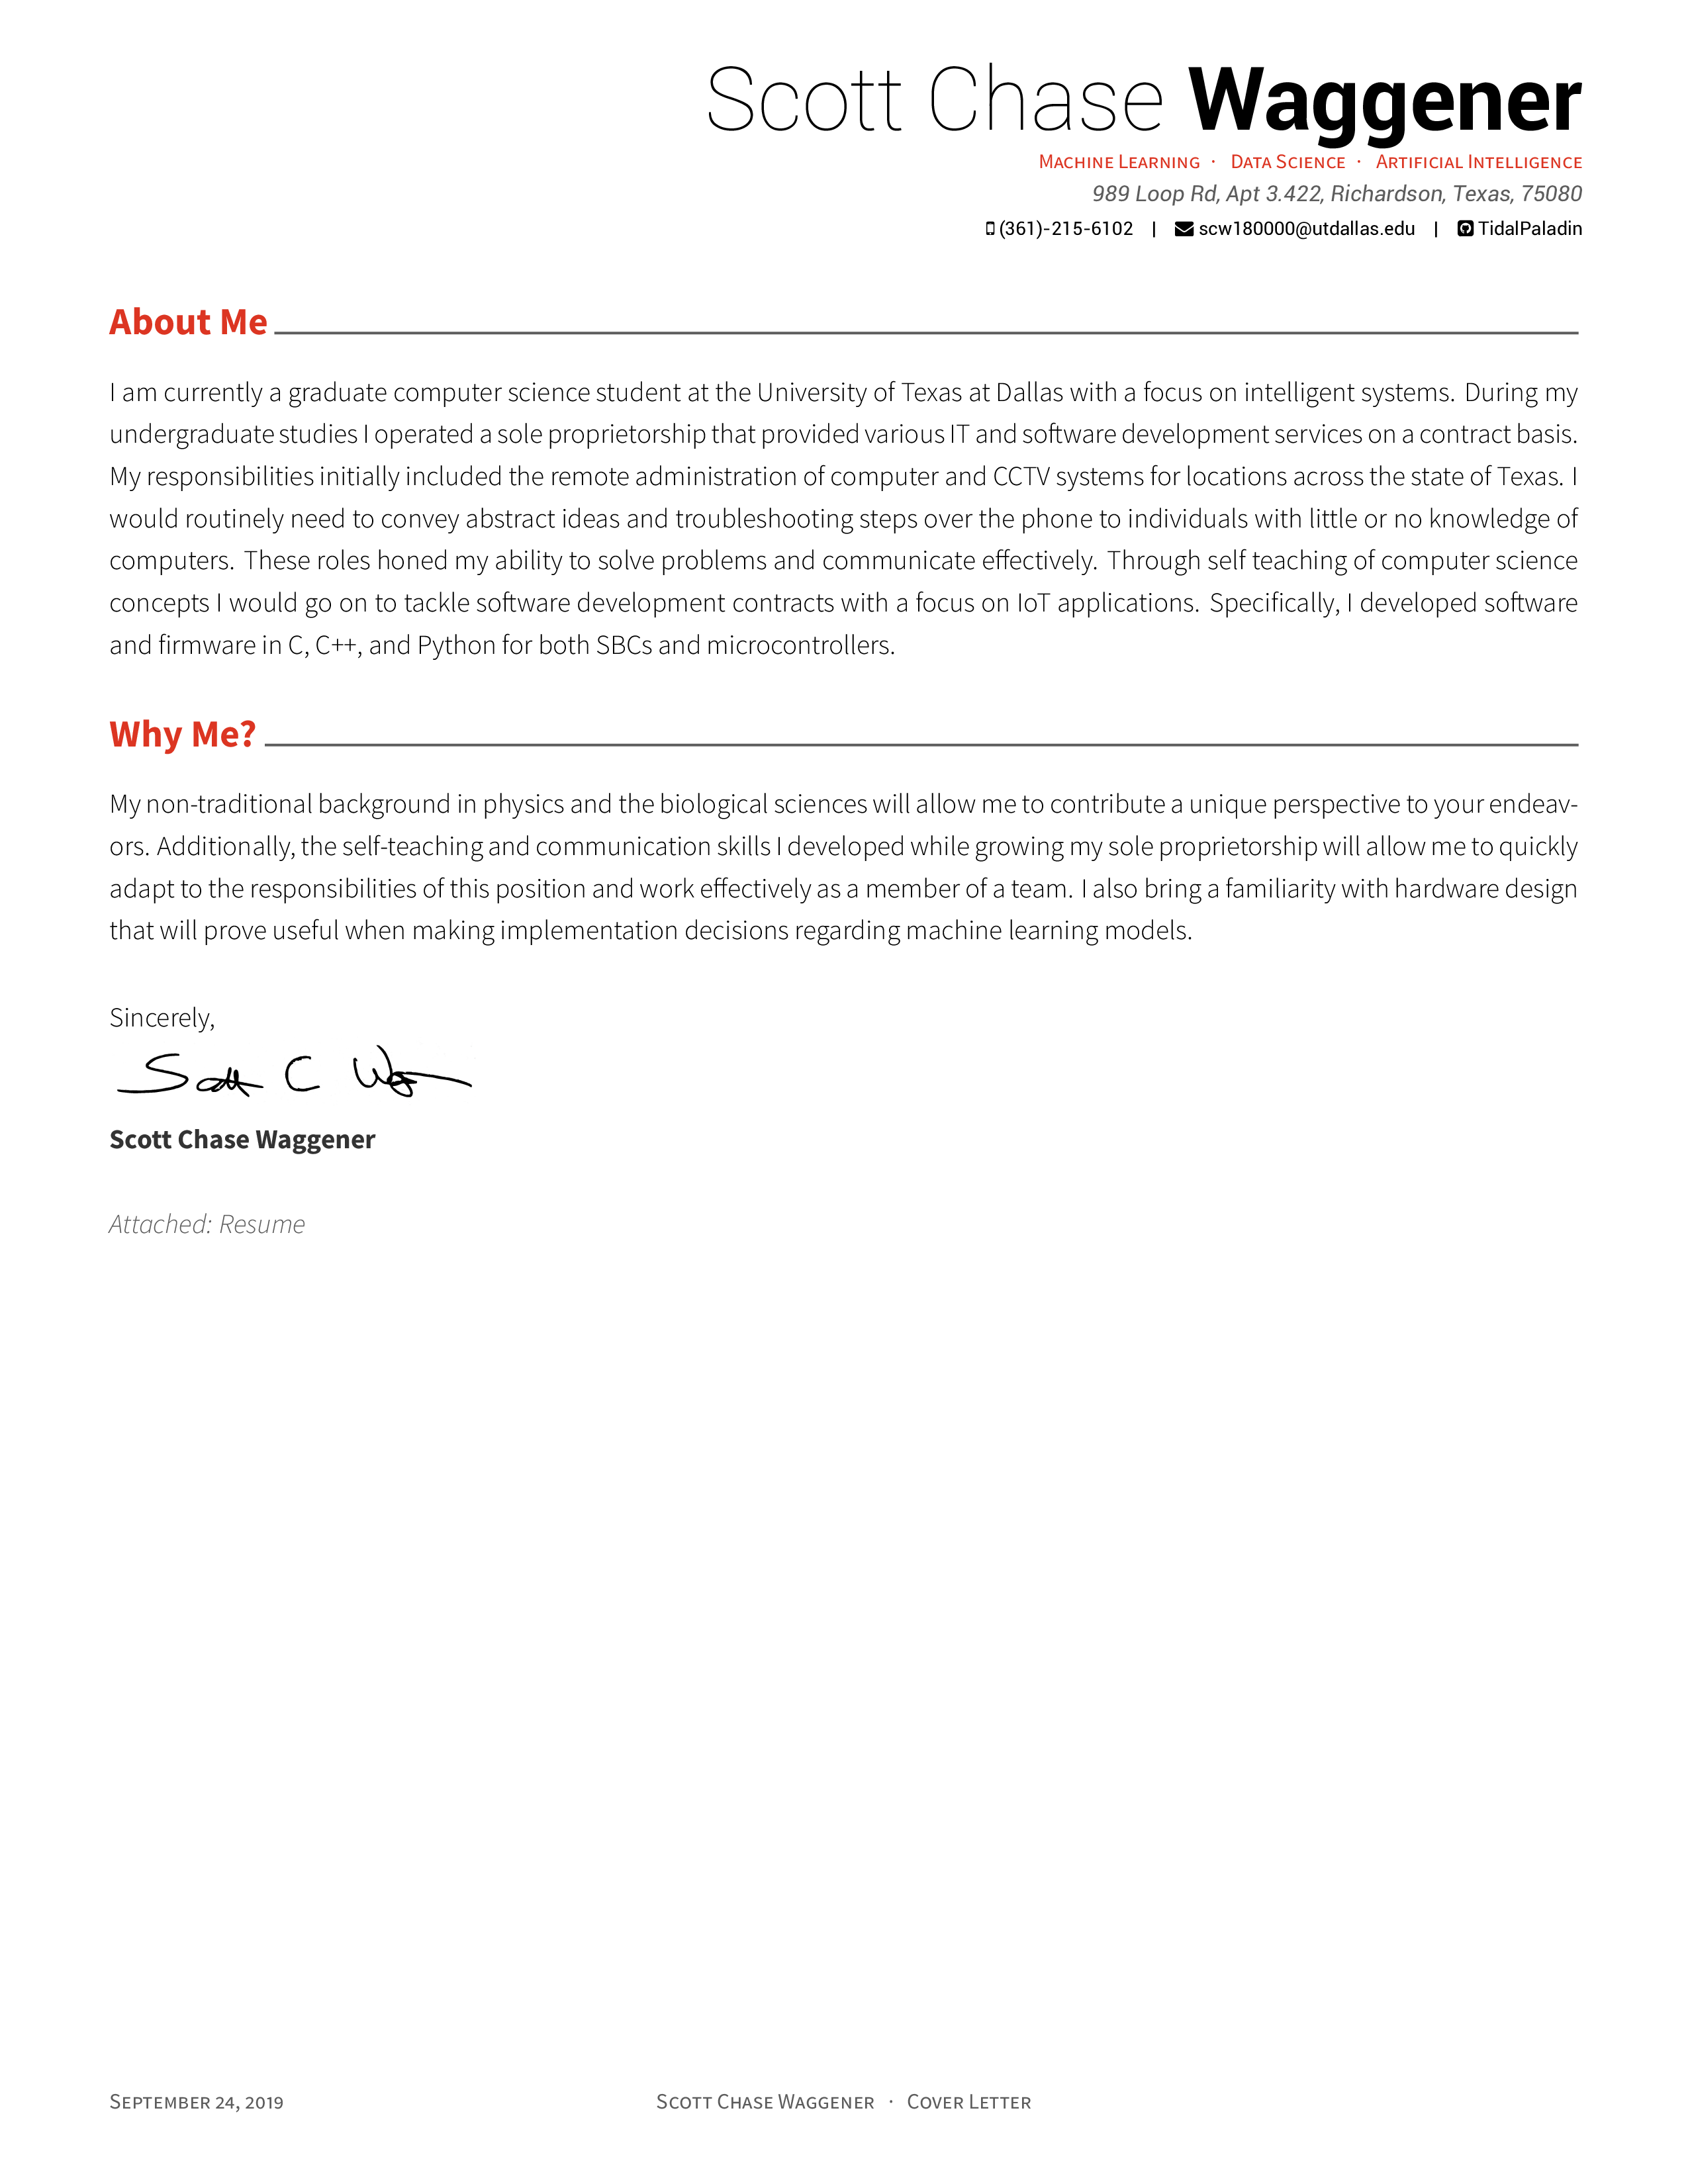 Scott Chase Waggener
Machine Learning · Data Science · Artificial Intelligence
989 Loop Rd, Apt 3.422, Richardson, Texas, 75080
(361)-215-6102 | scw180000@utdallas.edu | TidalPaladin
About Me
I am currently a graduate computer science student at the University of Texas at Dallas with a focus on intelligent systems. During my
undergraduate studies I operated a sole proprietorship that provided various IT and software development services on a contract basis.
My responsibilities initially included the remote administration of computer and CCTV systems for locations across the state of Texas. I
would routinely need to convey abstract ideas and troubleshooting steps over the phone to individuals with little or no knowledge of
computers. These roles honed my ability to solve problems and communicate effectively. Through self teaching of computer science
concepts I would go on to tackle software development contracts with a focus on IoT applications. Specifically, I developed software
and firmware in C, C++, and Python for both SBCs and microcontrollers.
Why Me?
My non-traditional background in physics and the biological sciences will allow me to contribute a unique perspective to your endeav-
ors. Additionally, the self-teaching and communication skills I developed while growing my sole proprietorship will allow me to quickly
adapt to the responsibilities of this position and work effectively as a member of a team. I also bring a familiarity with hardware design
that will prove useful when making implementation decisions regarding machine learning models.
Sincerely,
Scott C W
Scott Chase Waggener
Attached: Resume
September 24, 2019 Scott Chase Waggener · Cover Letter